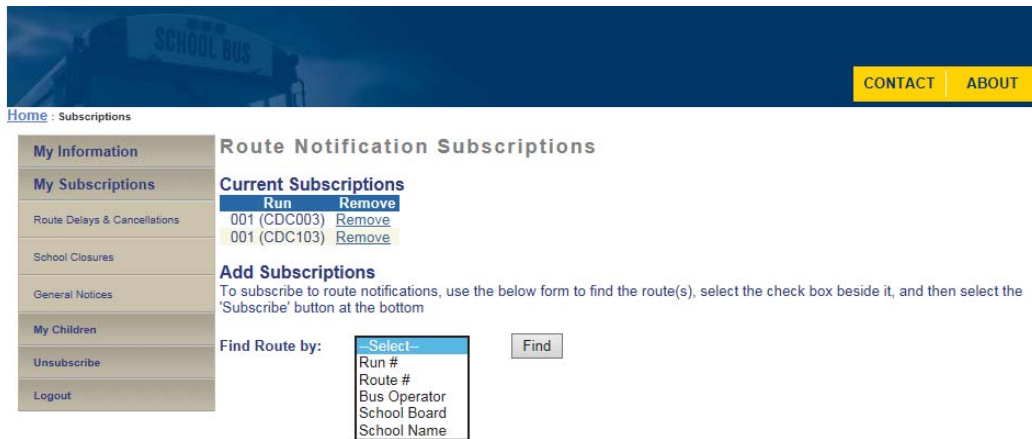 SCHOOL BUS
CONTACT ABOUT
Home : Subscriptions
My Information
My Subscriptions
Route Delays & Cancellations
School Closures
General Notices
My Children
Unsubscribe
Logout
Route Notification Subscriptions
Current Subscriptions
Run Remove
001 (CDC003) Remove
001 (CDC103) Remove
Add Subscriptions
To subscribe to route notifications, use the below form to find the route(s), select the check box beside it, and then select the
'Subscribe' button at the bottom
Find Route by: --Select-- Find
Run #
Route #
Bus Operator
School Board
School Name